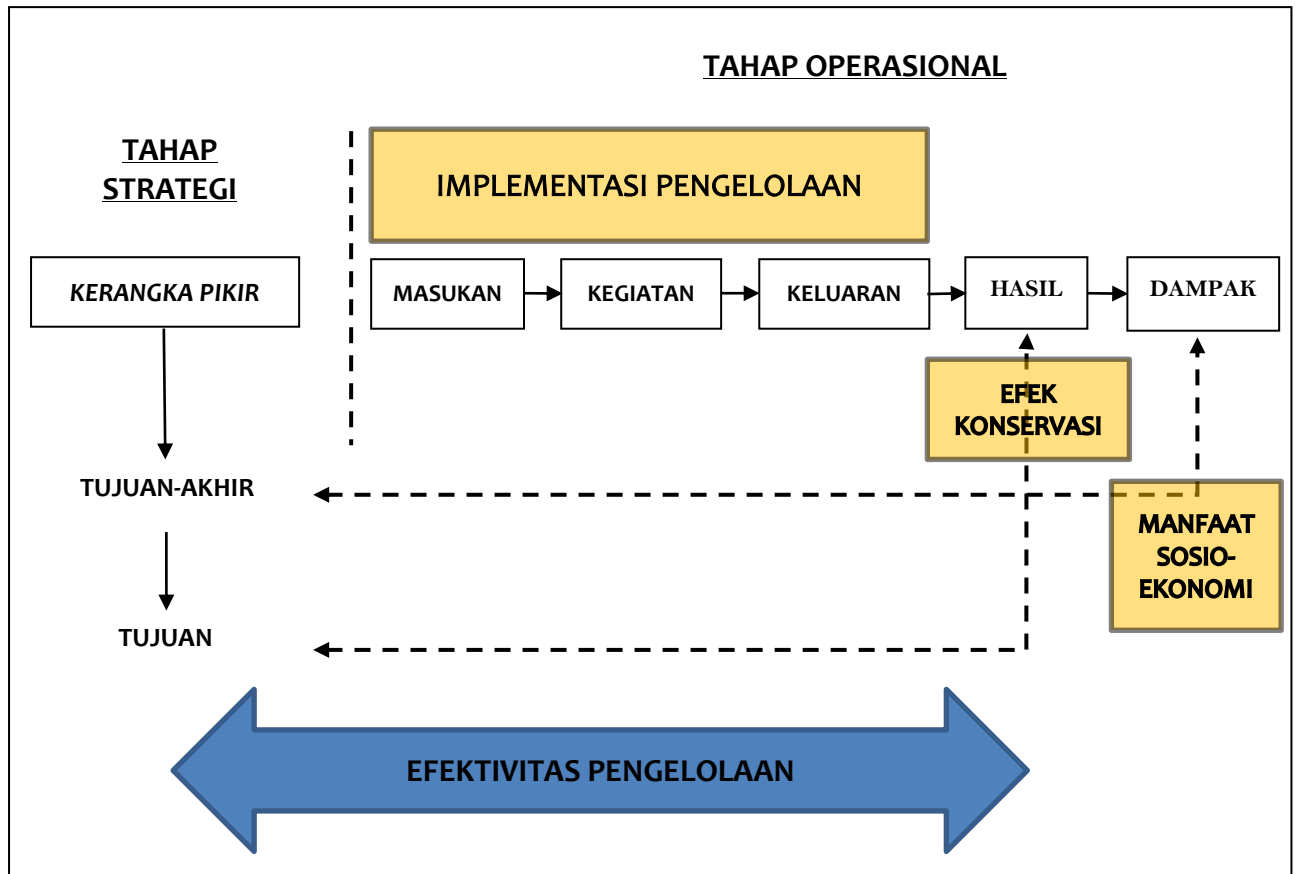 TAHAP OPERASIONAL
TAHAP
STRATEGI
IMPLEMENTASI PENGELOLAAN
KERANGKA PIKIR
MASUKAN
KEGIATAN
KELUARAN
HASIL
DAMPAK
EFEK
KONSERVASI
TUJUAN-AKHIR
MANFAAT
SOSIO-
EKONOMI
TUJUAN
EFEKTIVITAS PENGELOLAAN